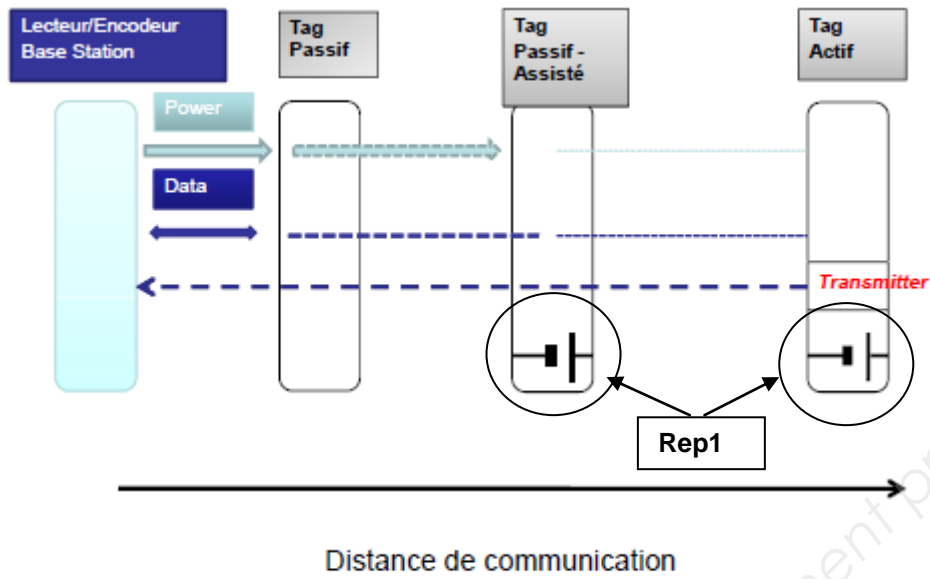 Lecteur/Encodeur
Base Station
Tag
Passif
Tag
Passif -
Assisté
Tag
Actif
Power
Data
Transmitter
Rep1
Distance de communication